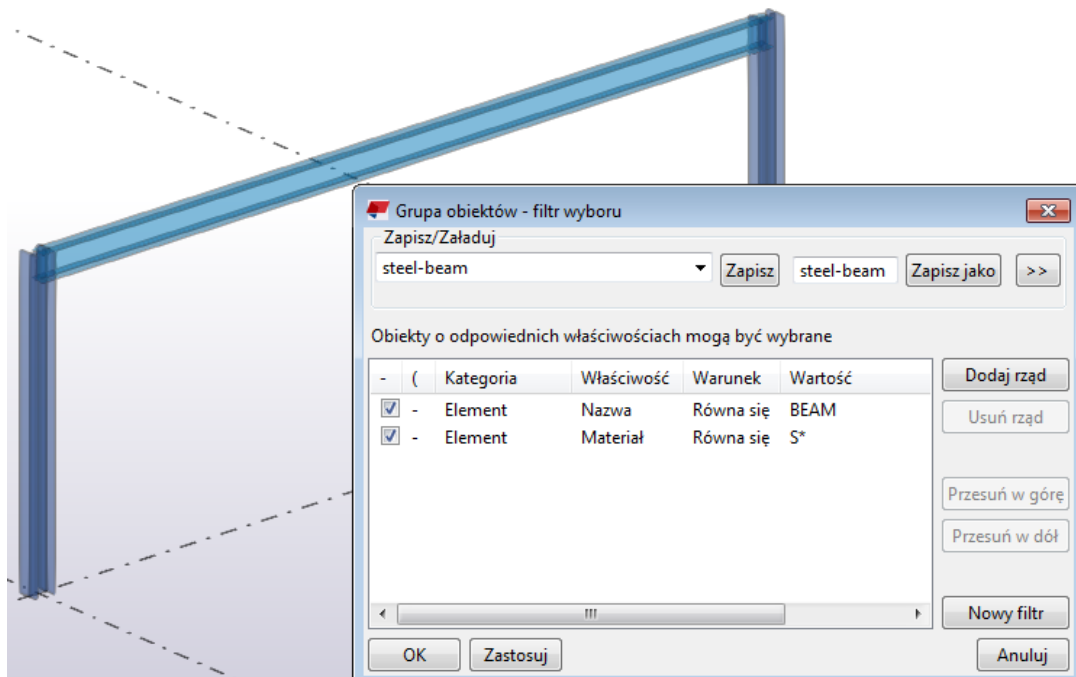 Grupa obiektów - filtr wyboru
Zapisz/Załaduj
steel-beam Zapisz steel-beam Zapisz jako >>
Obiekty o odpowiednich właściwościach mogą być wybrane
- ( Kategoria Właściwość Warunek Wartość
- Element Nazwa Równa się BEAM
- Element Materiał Równa się S*
Dodaj rząd
Usuń rząd
Przesuń w górę
Przesuń w dół
Nowy filtr
OK Zastosuj Anuluj